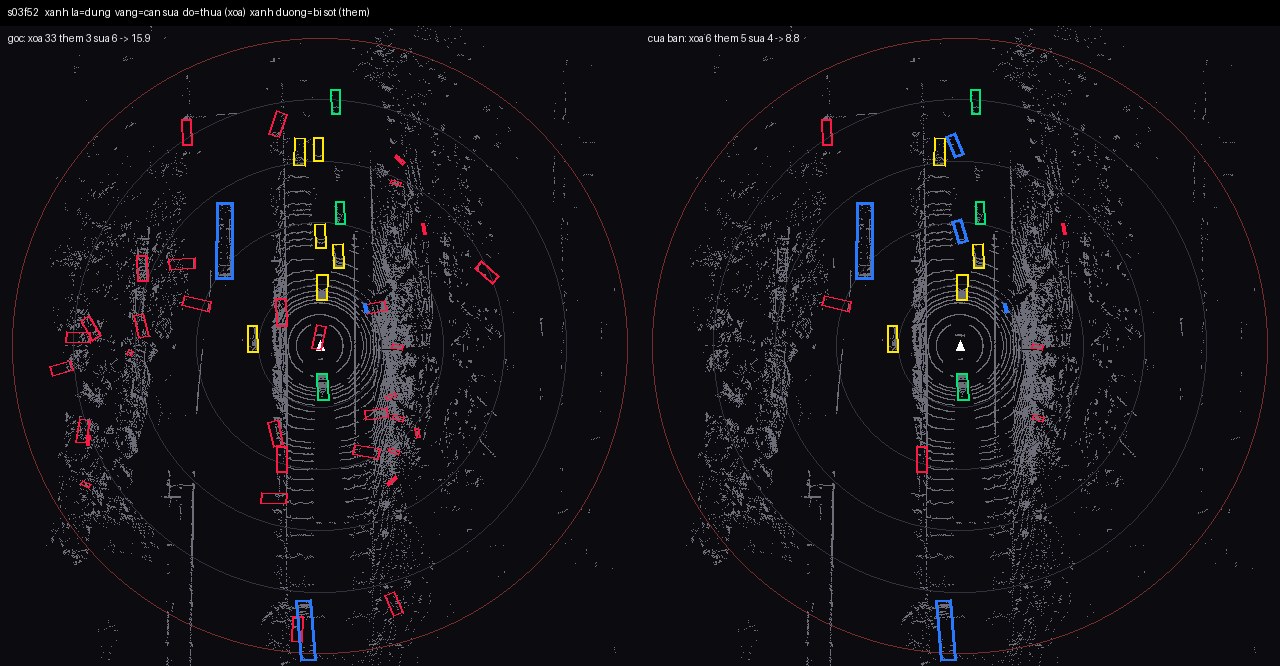 s03f52 xanh la=dung vang=can sua do=thua (xoa) xanh duong=bi sot (them)
goc: xoa 33 them 3 sua 6 -> 15.9
cua ban: xoa 6 them 5 sua 4 -> 8.8